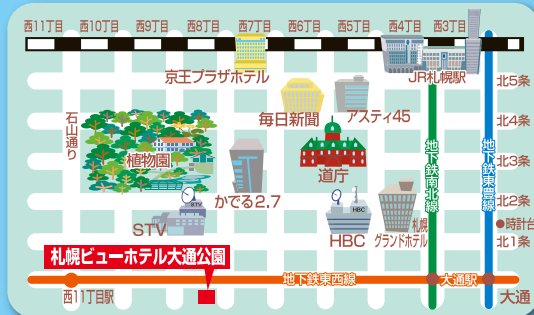 西11丁目 西10丁目 西9丁目 西8丁目 西7丁目 西6丁目 西5丁目 西4丁目 西3丁目
京王プラザホテル
JR札幌駅
北5条
毎日新聞
アスティ45
石山通り
北4条
植物園
道庁
地下鉄南北線
地下鉄東豊線
北3条
かでる2.7
北2条
STV
STV
HBC
HBC
札幌
グランドホテル
●時計台
北1条
札幌ビューホテル大通公園
地下鉄東西線
大通駅
西11丁目駅
大通